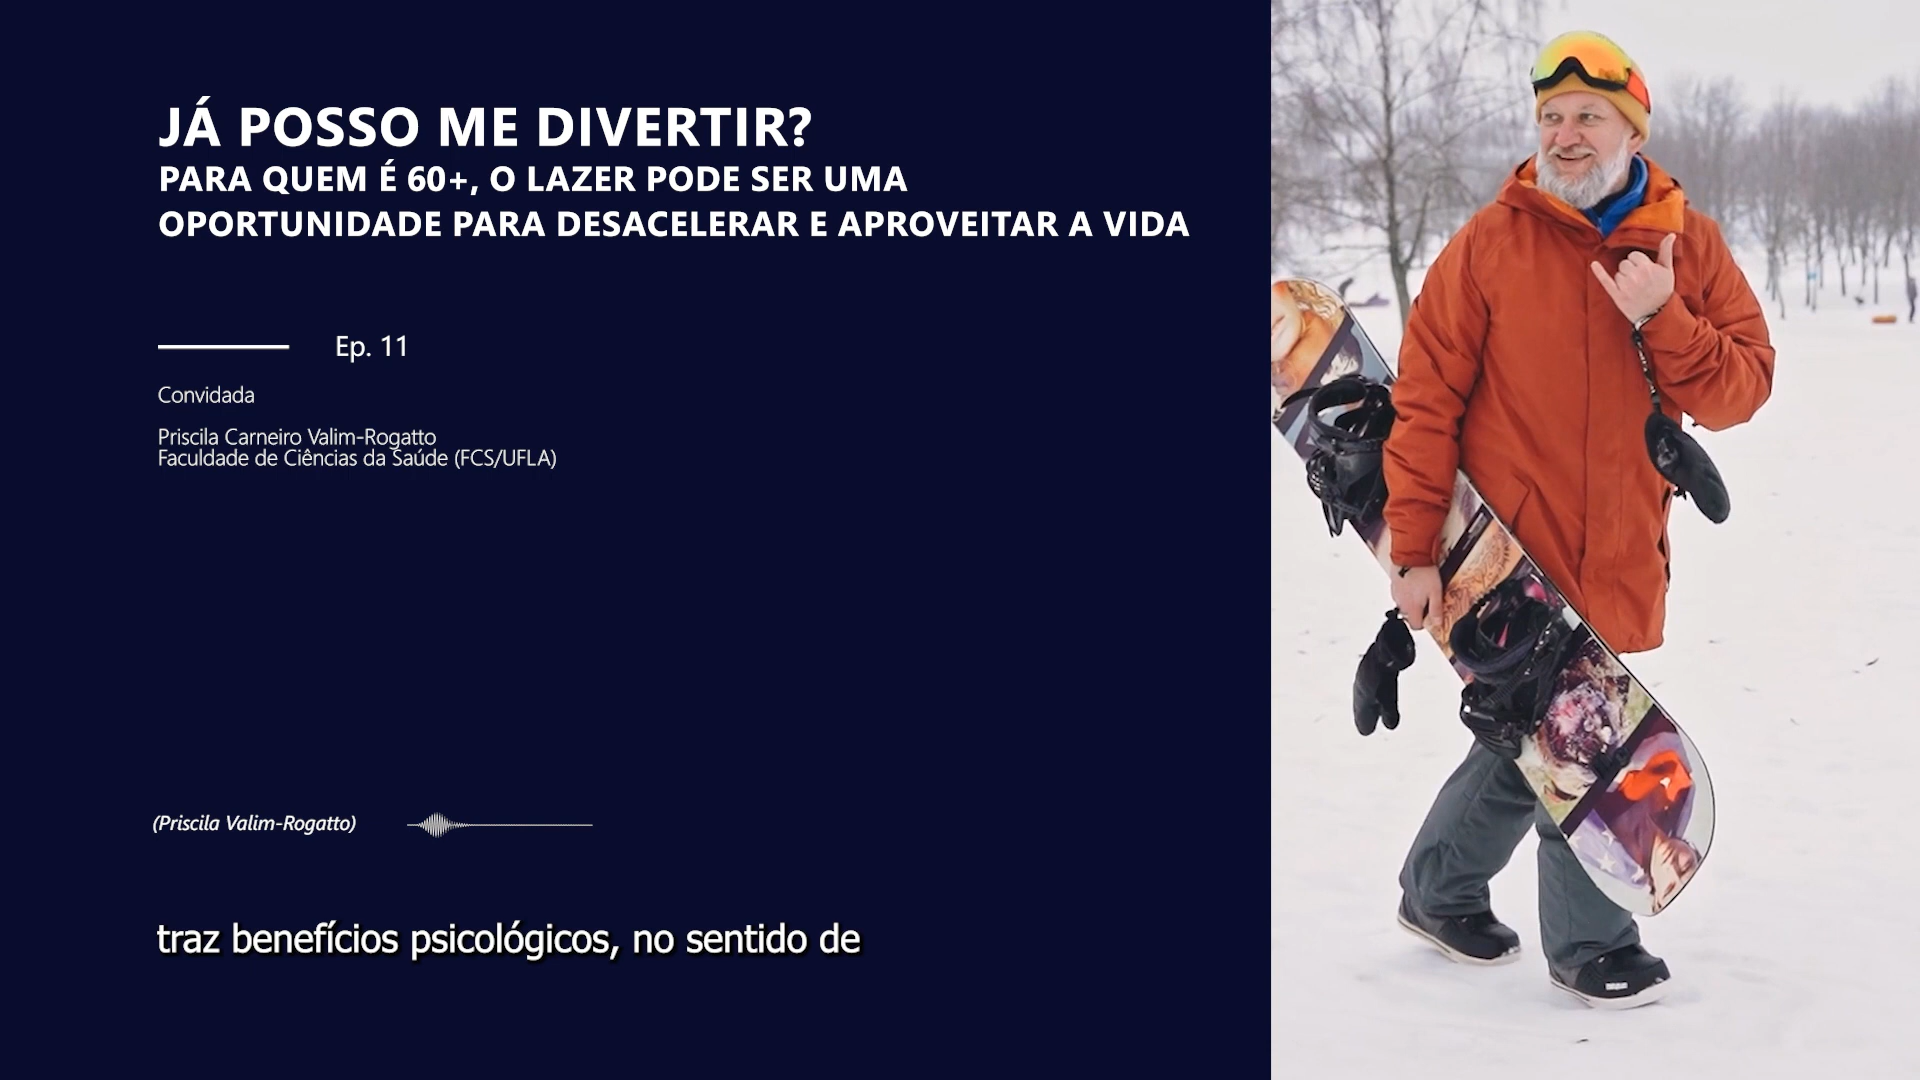 JÁ POSSO ME DIVERTIR?
PARA QUEM É 60+, O LAZER PODE SER UMA
OPORTUNIDADE PARA DESACELERAR E APROVEITAR A VIDA
Ep. 11
Convidada
Priscila Carneiro Valim-Rogatto
Faculdade de Ciências da Saúde (FCS/UFLA)
(Priscila Valim-Rogatto)
traz benefícios psicológicos, no sentido de